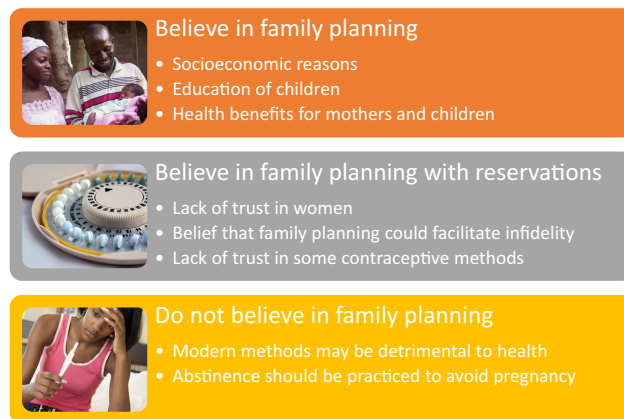 Believe in family planning
• Socioeconomic reasons
• Education of children
• Health benefits for mothers and children
Believe in family planning with reservations
• Lack of trust in women
• Belief that family planning could facilitate infidelity
• Lack of trust in some contraceptive methods
Do not believe in family planning
• Modern methods may be detrimental to health
• Abstinence should be practiced to avoid pregnancy